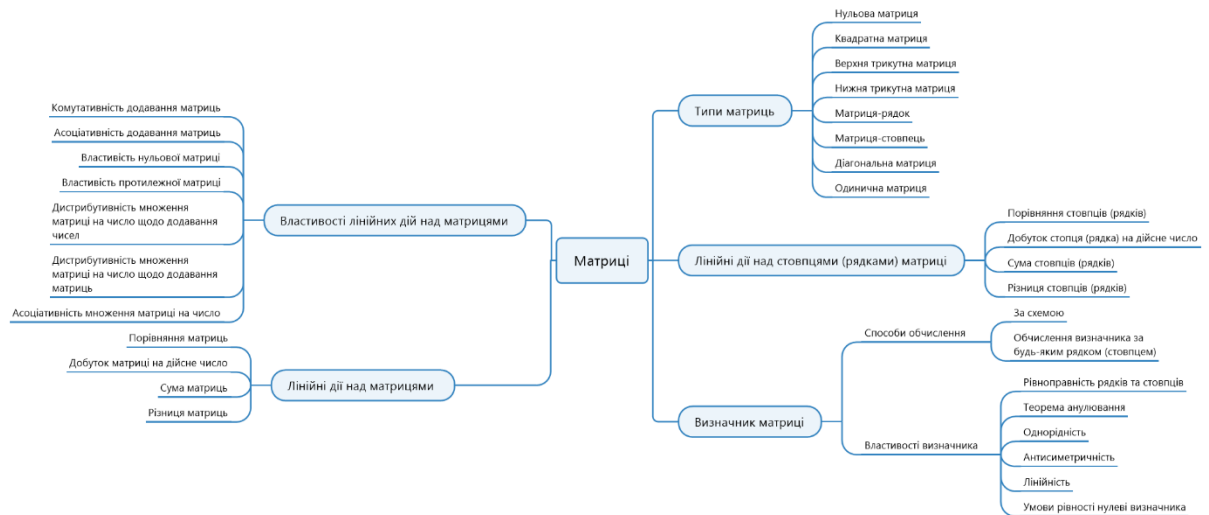 Матриці
Типи матриць
Нульова матриця
Квадратна матриця
Верхня трикутна матриця
Нижня трикутна матриця
Матриця-рядок
Матриця-стовпець
Діагональна матриця
Одинична матриця
Лінійні дії над стовпцями (рядками) матриці
Порівняння стовпців (рядків)
Добуток стопця (рядка) на дійсне число
Сума стовпців (рядків)
Різниця стовпців (рядків)
Визначник матриці
Способи обчислення
За схемою
Обчислення визначника за
будь-яким рядком (стовпцем)
Властивості визначника
Рівноправність рядків та стовпців
Теорема анулювання
Однорідність
Антисиметричність
Лінійність
Умови рівності нулеві визначника
Властивості лінійних дій над матрицями
Комутативність додавання матриць
Асоціативність додавання матриць
Властивість нульової матриці
Властивість протилежної матриці
Дистрибутивність множення
матриці на число щодо додавання
чисел
Дистрибутивність множення
матриці на число щодо додавання
матриць
Асоціативність множення матриці на число
Лінійні дії над матрицями
Порівняння матриць
Добуток матриці на дійсне число
Сума матриць
Різниця матриць